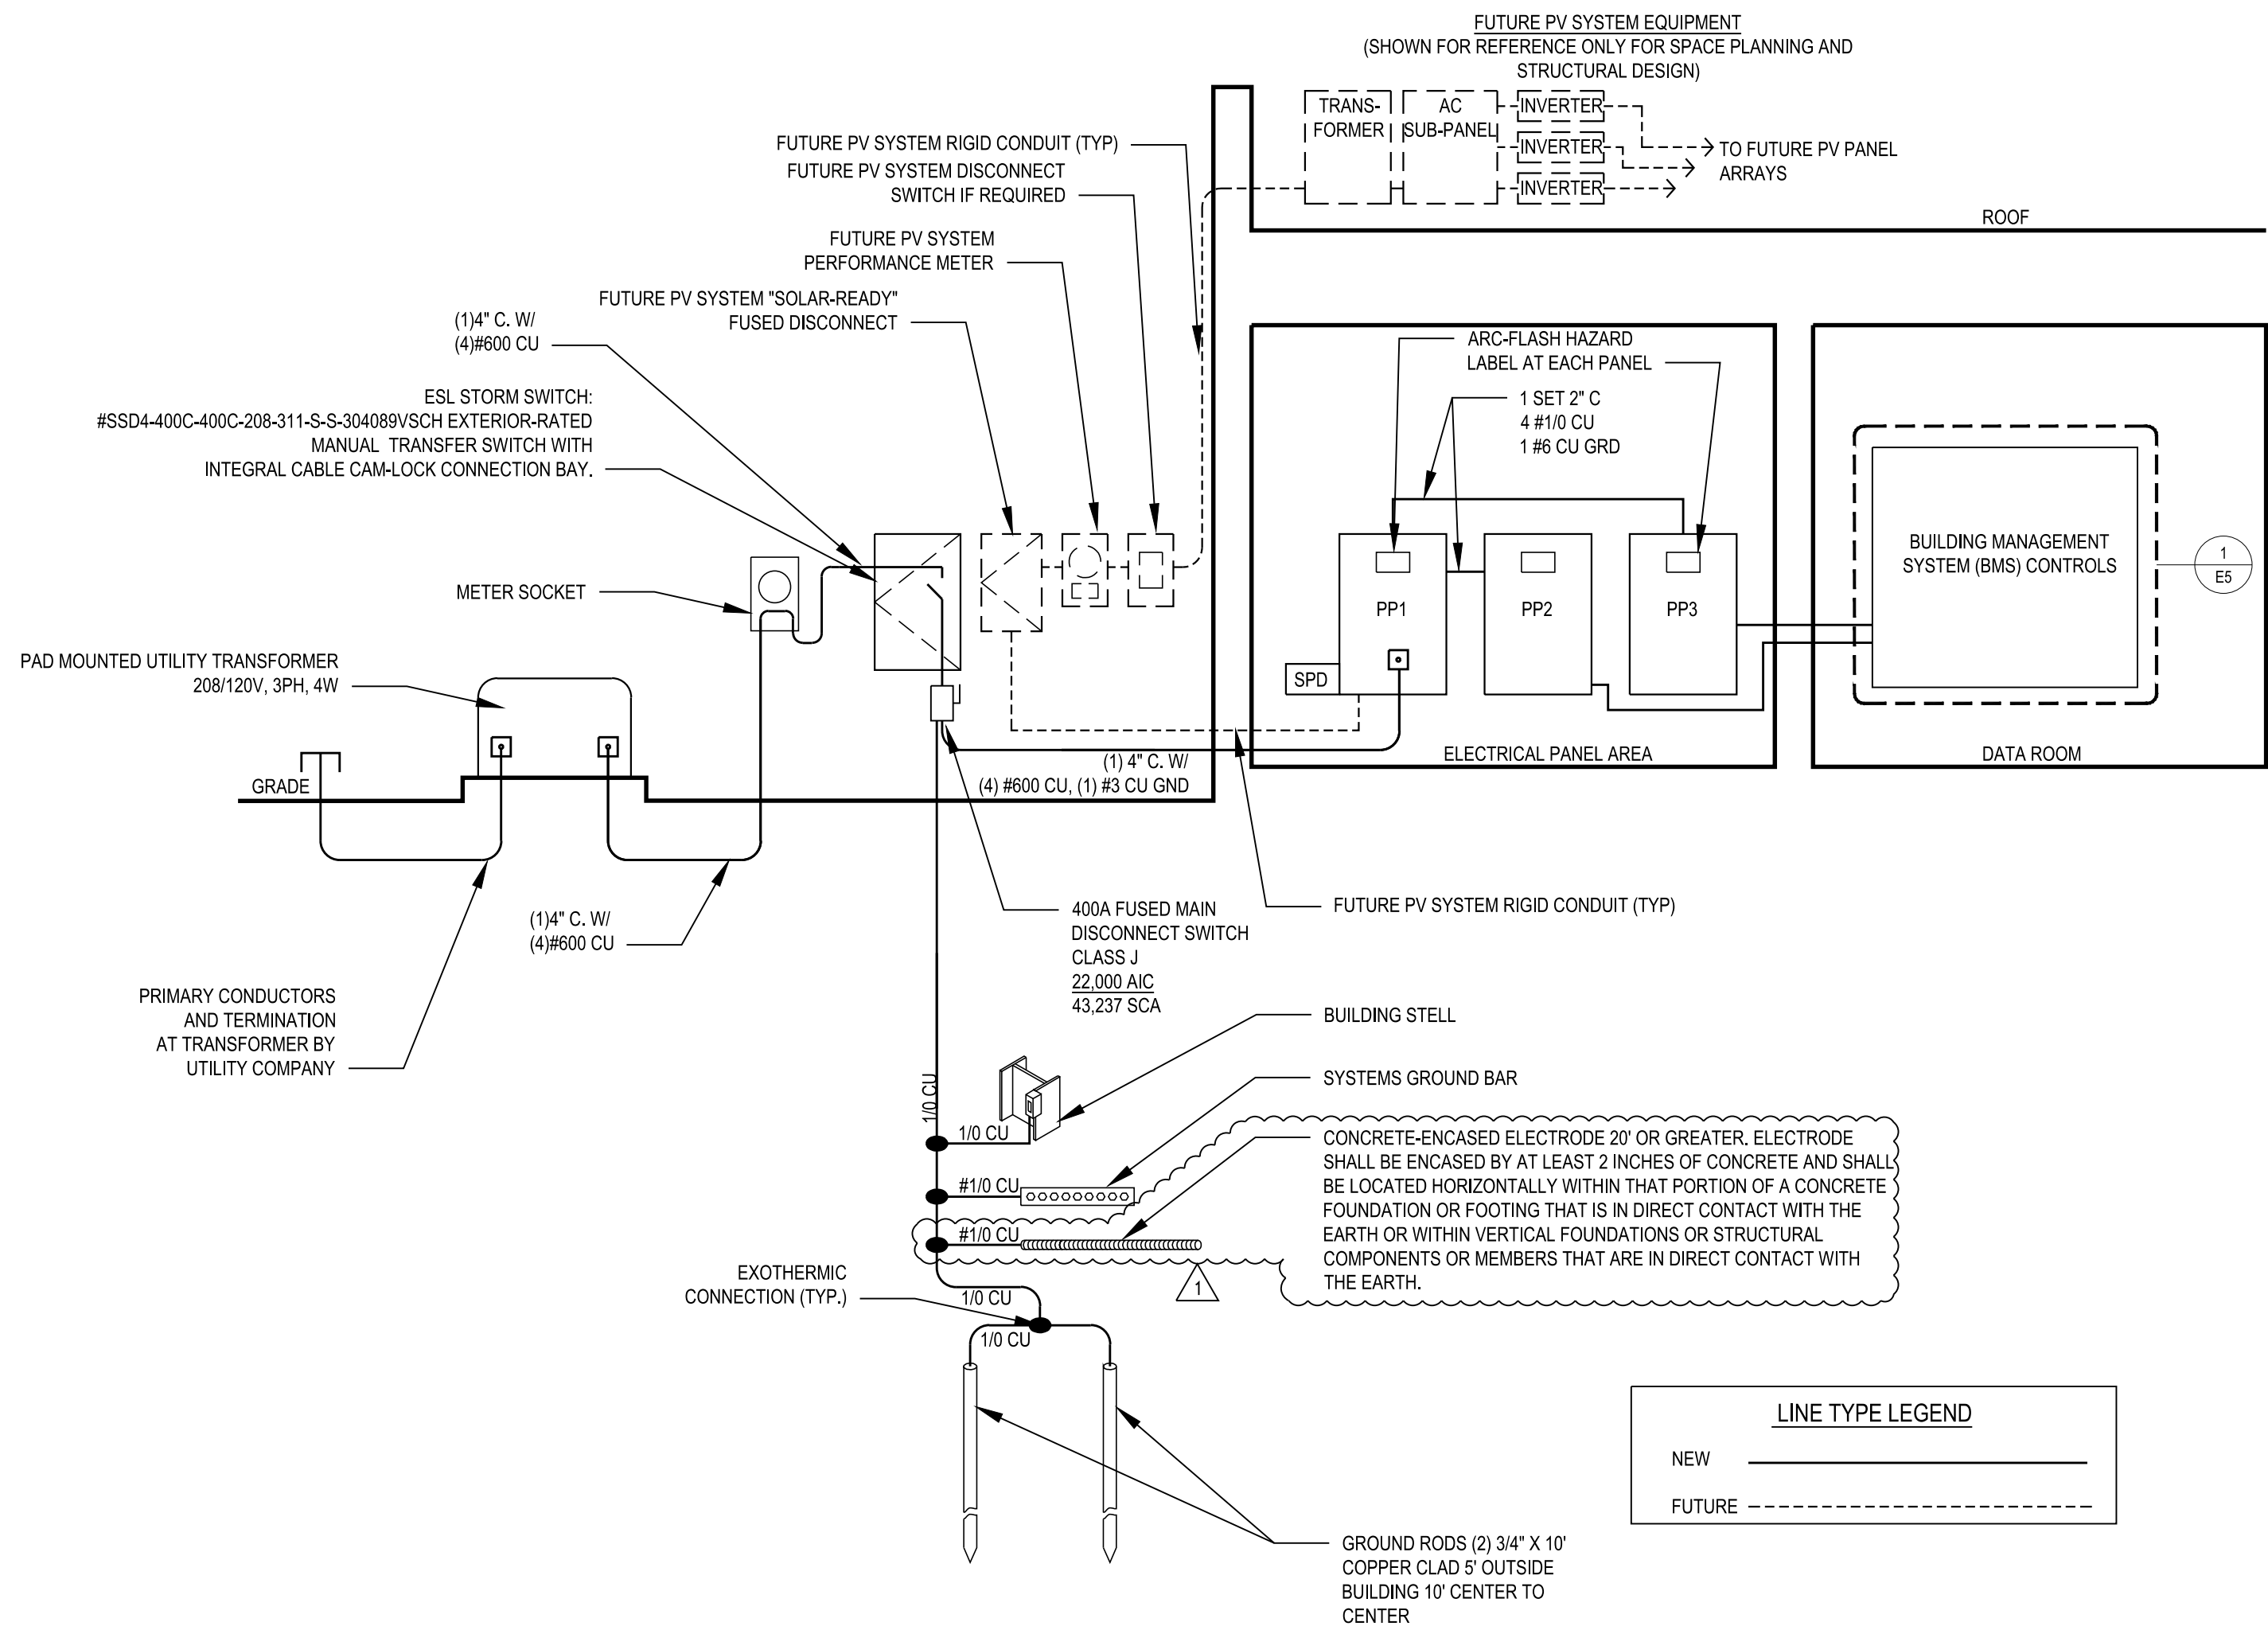 FUTURE PV SYSTEM EQUIPMENT
(SHOWN FOR REFERENCE ONLY FOR SPACE PLANNING AND
STRUCTURAL DESIGN)
TRANS-
FORMER
AC
SUB-PANEL
INVERTER
INVERTER
INVERTER
TO FUTURE PV PANEL
ARRAYS
ROOF
FUTURE PV SYSTEM RIGID CONDUIT (TYP)
FUTURE PV SYSTEM DISCONNECT
SWITCH IF REQUIRED
FUTURE PV SYSTEM
PERFORMANCE METER
FUTURE PV SYSTEM "SOLAR-READY"
FUSED DISCONNECT
(1)4" C. W/
(4)#600 CU
ESL STORM SWITCH:
#SSD4-400C-400C-208-311-S-S-304089VSCH EXTERIOR-RATED
MANUAL TRANSFER SWITCH WITH
INTEGRAL CABLE CAM-LOCK CONNECTION BAY.
METER SOCKET
PAD MOUNTED UTILITY TRANSFORMER
208/120V, 3PH, 4W
GRADE
ARC-FLASH HAZARD
LABEL AT EACH PANEL
1 SET 2" C
4 #1/0 CU
1 #6 CU GRD
PP1
PP2
PP3
SPD
ELECTRICAL PANEL AREA
BUILDING MANAGEMENT
SYSTEM (BMS) CONTROLS
1
E5
DATA ROOM
(1) 4" C. W/
(4) #600 CU, (1) #3 CU GND
FUTURE PV SYSTEM RIGID CONDUIT (TYP)
(1)4" C. W/
(4)#600 CU
400A FUSED MAIN
DISCONNECT SWITCH
CLASS J
22,000 AIC
43,237 SCA
PRIMARY CONDUCTORS
AND TERMINATION
AT TRANSFORMER BY
UTILITY COMPANY
BUILDING STELL
SYSTEMS GROUND BAR
1/0 CU
1/0 CU
#1/0 CU
#1/0 CU
CONCRETE-ENCASED ELECTRODE 20' OR GREATER. ELECTRODE
SHALL BE ENCASED BY AT LEAST 2 INCHES OF CONCRETE AND SHALL
BE LOCATED HORIZONTALLY WITHIN THAT PORTION OF A CONCRETE
FOUNDATION OR FOOTING THAT IS IN DIRECT CONTACT WITH THE
EARTH OR WITHIN VERTICAL FOUNDATIONS OR STRUCTURAL
COMPONENTS OR MEMBERS THAT ARE IN DIRECT CONTACT WITH
THE EARTH.
1
EXOTHERMIC
CONNECTION (TYP.)
1/0 CU
1/0 CU
GROUND RODS (2) 3/4" X 10'
COPPER CLAD 5' OUTSIDE
BUILDING 10' CENTER TO
CENTER
LINE TYPE LEGEND
NEW
FUTURE